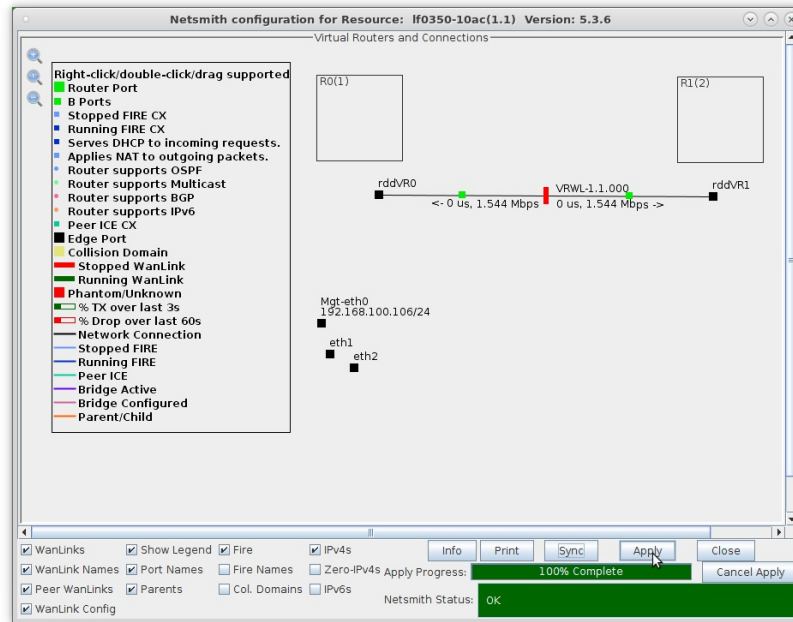 Netsmith configuration for Resource: lf0350-10ac(1.1) Version: 5.3.6
Virtual Routers and Connections
Right-click/double-click/drag supported
Router Port
B Ports
Stopped FIRE CX
Running FIRE CX
Serves DHCP to incoming requests.
Applies NAT to outgoing packets.
Router supports OSPF
Router supports Multicast
Router supports BGP
Router supports IPv6
Peer ICE CX
Edge Port
Collision Domain
Stopped WanLink
Running WanLink
Phantom/Unknown
% TX over last 3s
% Drop over last 60s
Network Connection
Stopped FIRE
Running FIRE
Peer ICE
Bridge Active
Bridge Configured
Parent/Child
R0(1)
R1(2)
rddVR0
VRWL-1.1.000
rddVR1
<- 0 us, 1.544 Mbps
0 us, 1.544 Mbps ->
Mgt-eth0
192.168.100.106/24
eth1
eth2
WanLinks Show Legend Fire IPv4s Info Print Sync Apply Close
WanLink Names Port Names Fire Names Zero-IPv4s Apply Progress: 100% Complete Cancel Apply
Peer WanLinks Parents Col. Domains IPv6s Netsmith Status: OK
WanLink Config